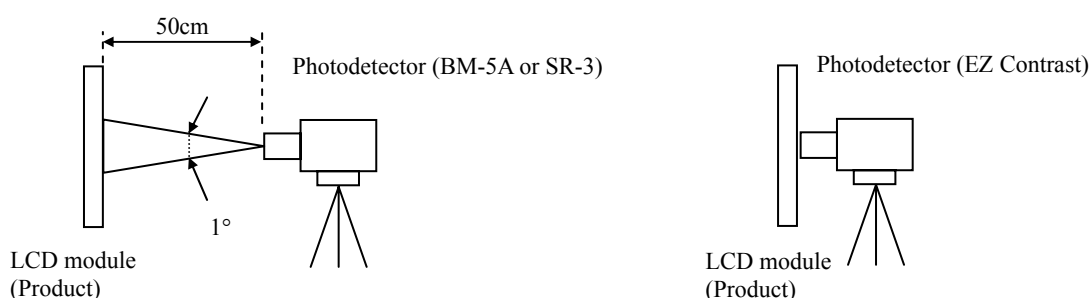 50cm
Photodetector (BM-5A or SR-3)
1°
LCD module
(Product)
Photodetector (EZ Contrast)
LCD module
(Product)